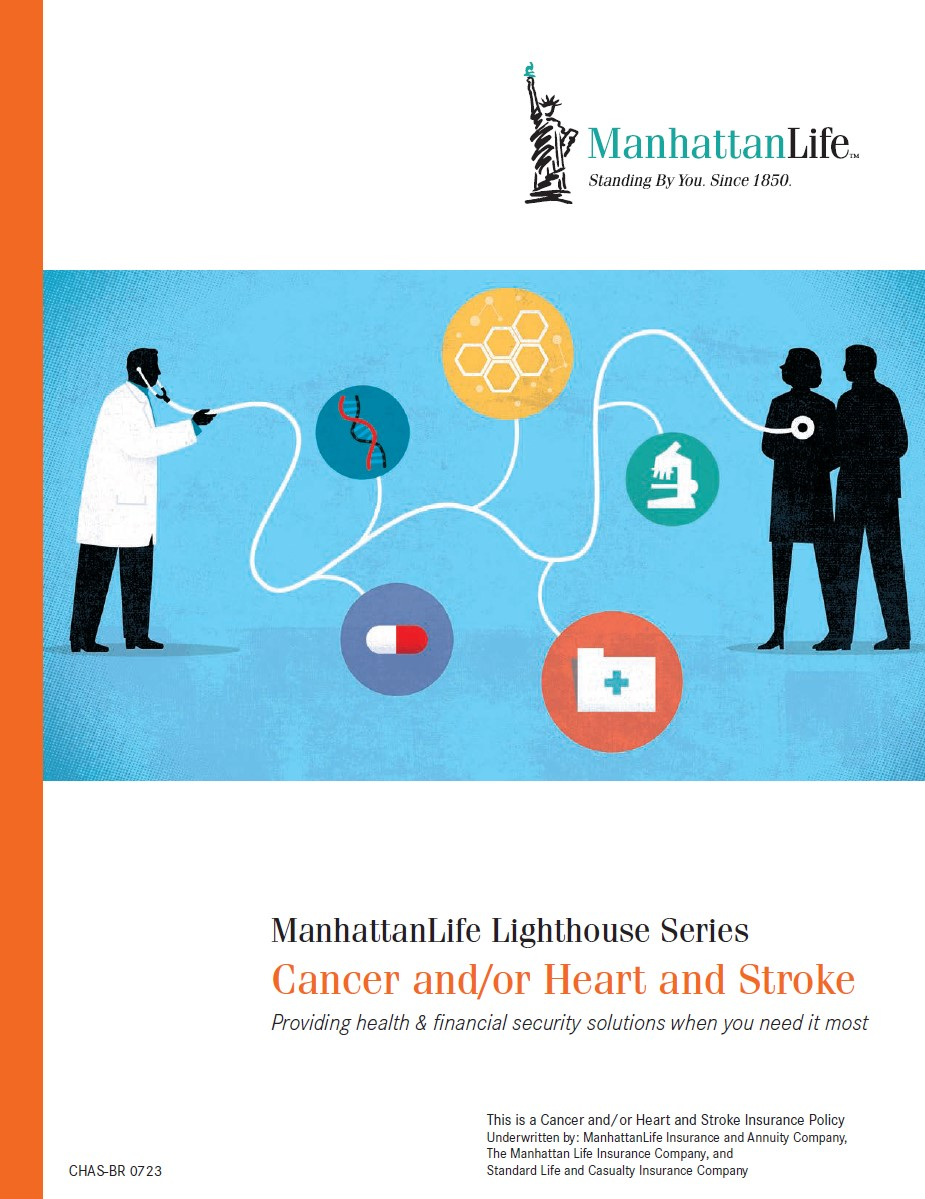 ManhattanLife™
Standing By You. Since 1850.
ManhattanLife Lighthouse Series
Cancer and/or Heart and Stroke
Providing health & financial security solutions when you need it most
This is a Cancer and/or Heart and Stroke Insurance Policy
Underwritten by: ManhattanLife Insurance and Annuity Company,
The Manhattan Life Insurance Company, and
Standard Life and Casualty Insurance Company
CHAS-BR 0723